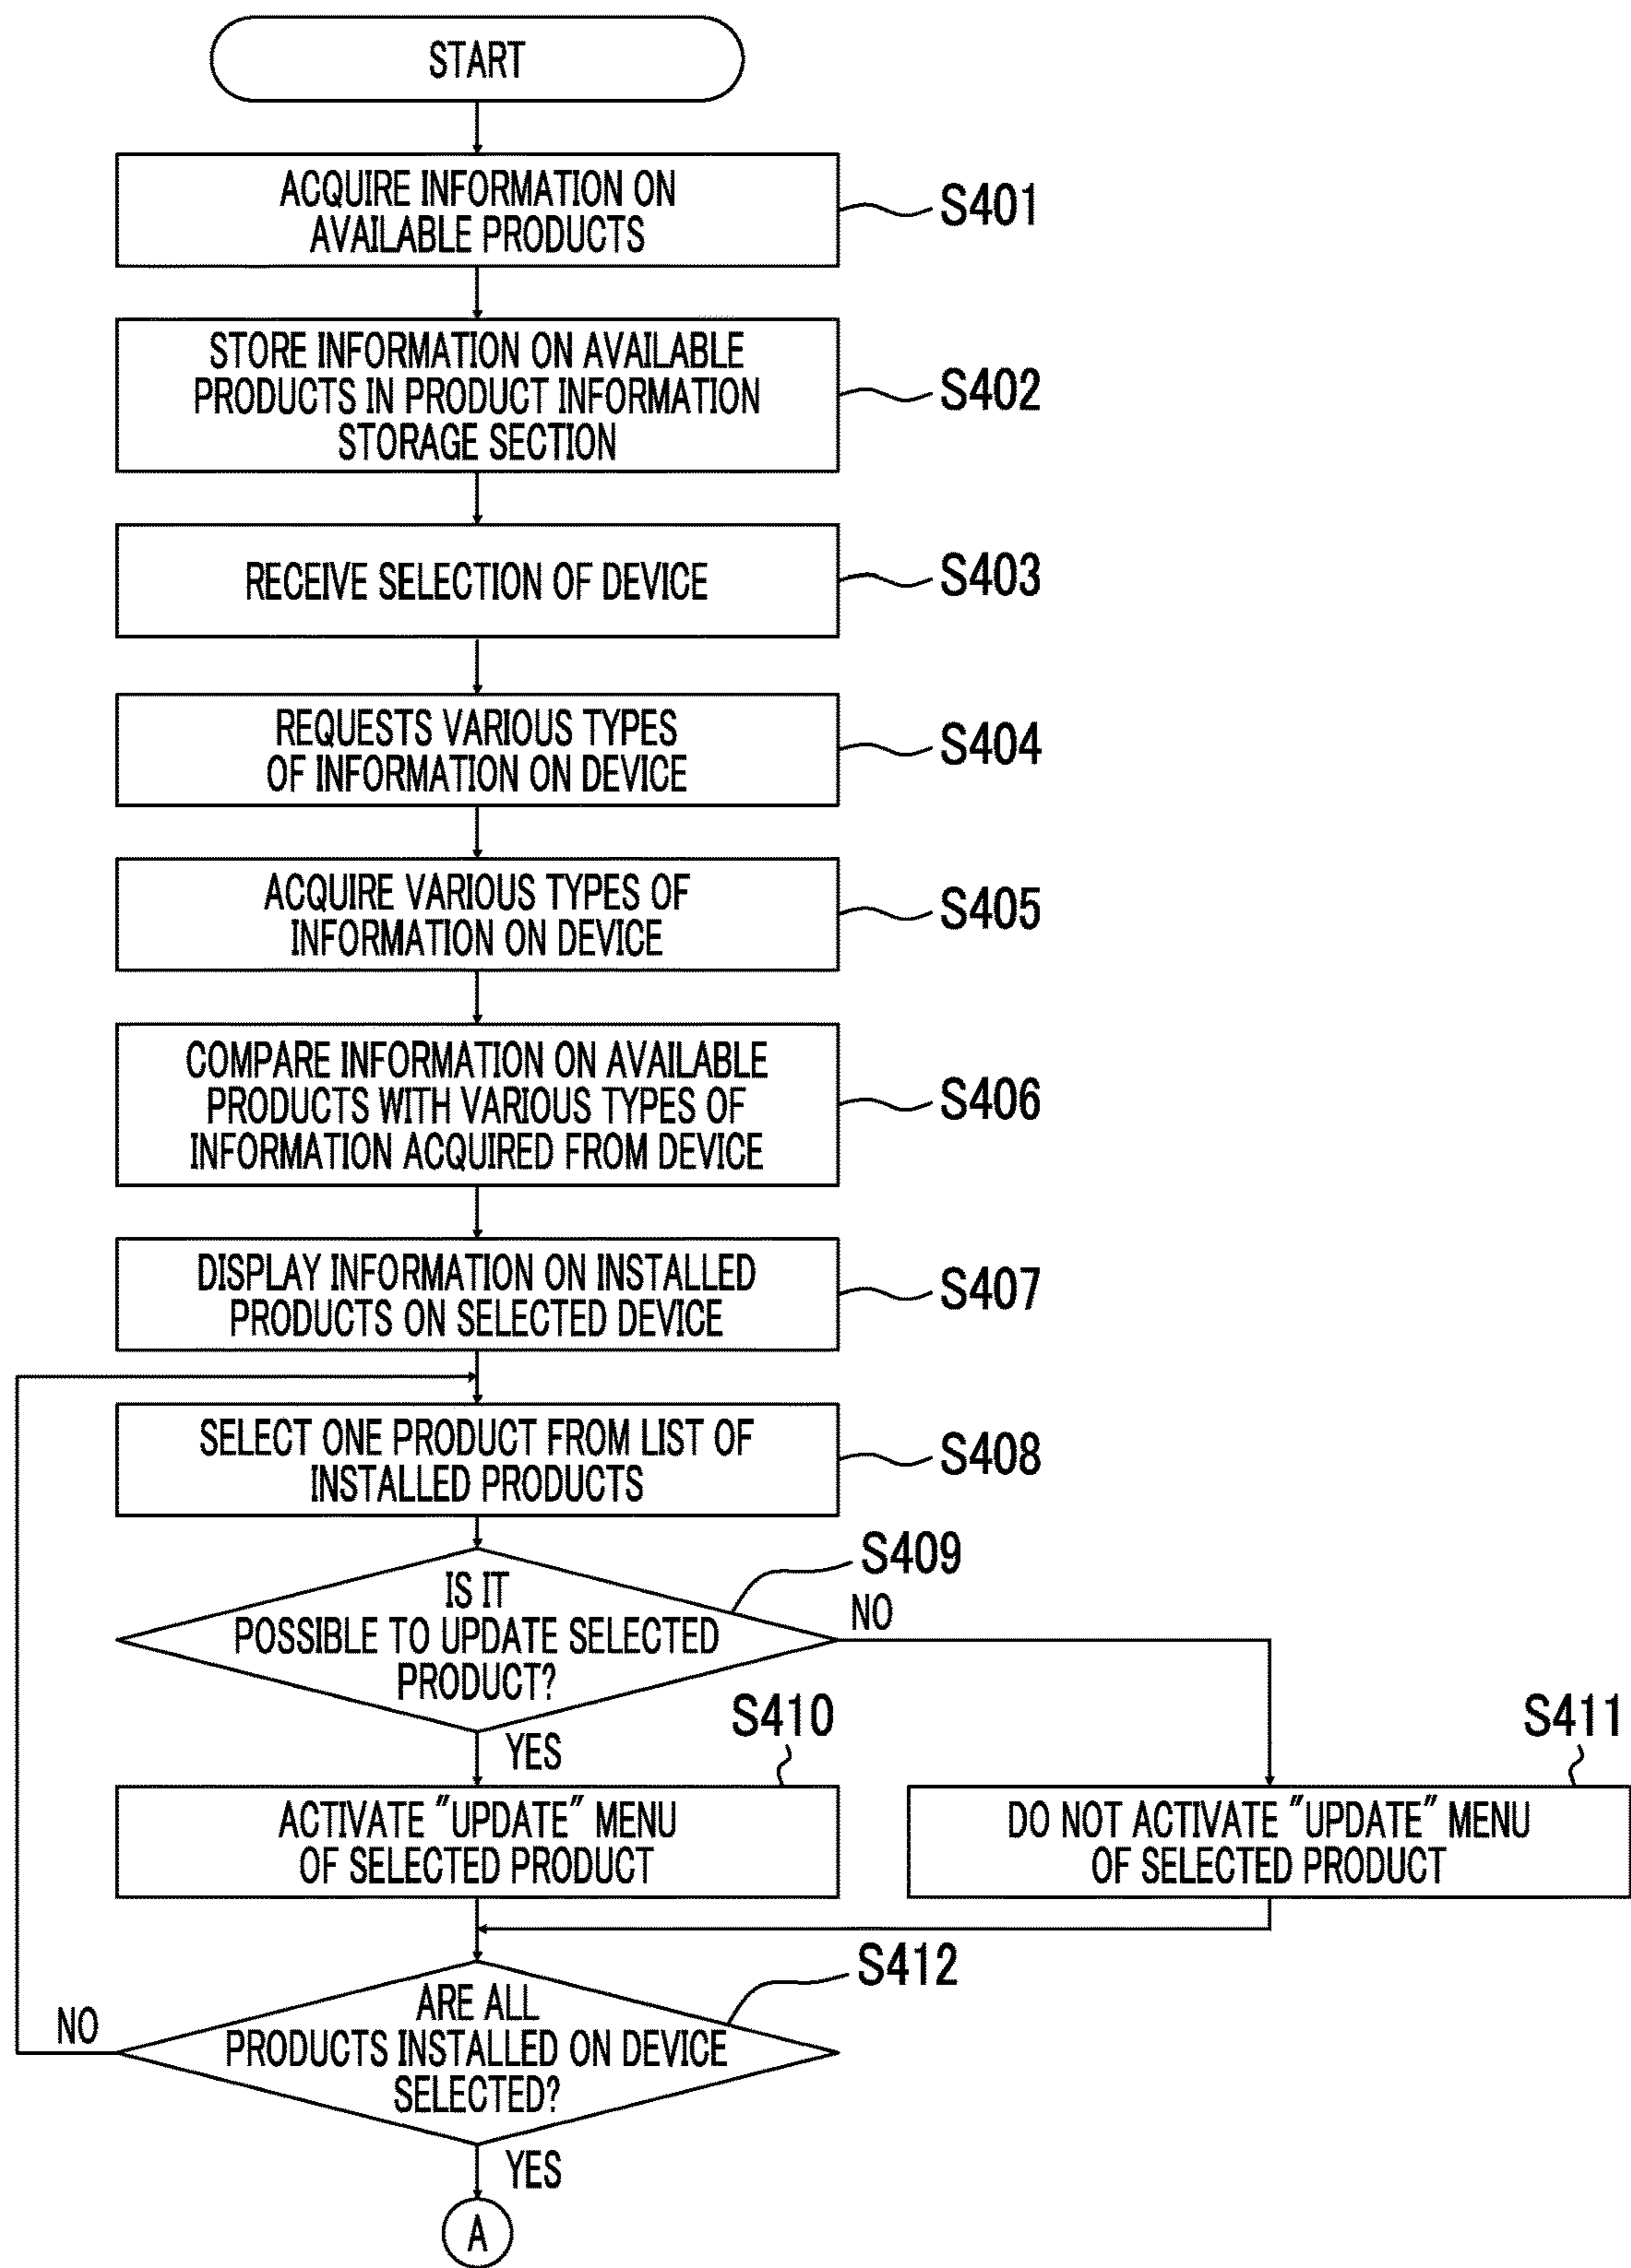 START
ACQUIRE INFORMATION ON
AVAILABLE PRODUCTS
S401
STORE INFORMATION ON AVAILABLE
PRODUCTS IN PRODUCT INFORMATION
STORAGE SECTION
S402
RECEIVE SELECTION OF DEVICE
S403
REQUESTS VARIOUS TYPES
OF INFORMATION ON DEVICE
S404
ACQUIRE VARIOUS TYPES OF
INFORMATION ON DEVICE
S405
COMPARE INFORMATION ON AVAILABLE
PRODUCTS WITH VARIOUS TYPES OF
INFORMATION ACQUIRED FROM DEVICE
S406
DISPLAY INFORMATION ON INSTALLED
PRODUCTS ON SELECTED DEVICE
S407
SELECT ONE PRODUCT FROM LIST OF
INSTALLED PRODUCTS
S408
S409
IS IT
POSSIBLE TO UPDATE SELECTED
PRODUCT?
NO
YES
S410
ACTIVATE "UPDATE" MENU
OF SELECTED PRODUCT
S411
DO NOT ACTIVATE "UPDATE" MENU
OF SELECTED PRODUCT
S412
ARE ALL
PRODUCTS INSTALLED ON DEVICE
SELECTED?
NO
YES
A